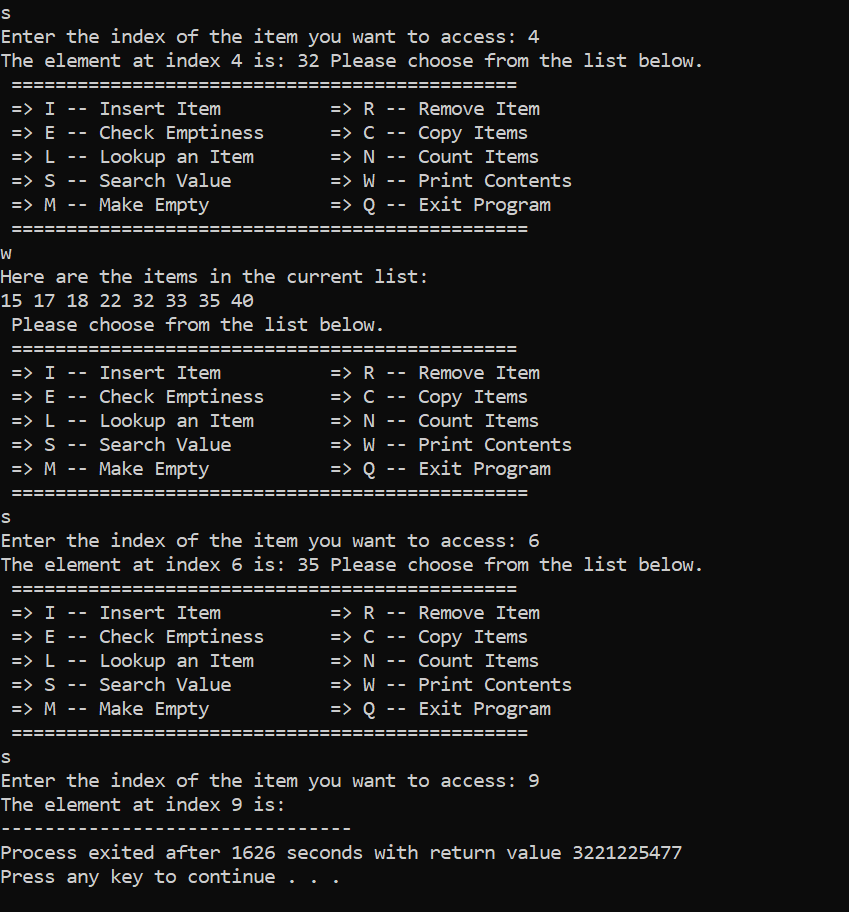 s
Enter the index of the item you want to access: 4
The element at index 4 is: 32 Please choose from the list below.
==============================================
=> I -- Insert Item          => R -- Remove Item
=> E -- Check Emptiness      => C -- Copy Items
=> L -- Lookup an Item       => N -- Count Items
=> S -- Search Value         => W -- Print Contents
=> M -- Make Empty           => Q -- Exit Program
===============================================
w
Here are the items in the current list:
15 17 18 22 32 33 35 40
Please choose from the list below.
==============================================
=> I -- Insert Item          => R -- Remove Item
=> E -- Check Emptiness      => C -- Copy Items
=> L -- Lookup an Item       => N -- Count Items
=> S -- Search Value         => W -- Print Contents
=> M -- Make Empty           => Q -- Exit Program
===============================================
s
Enter the index of the item you want to access: 6
The element at index 6 is: 35 Please choose from the list below.
==============================================
=> I -- Insert Item          => R -- Remove Item
=> E -- Check Emptiness      => C -- Copy Items
=> L -- Lookup an Item       => N -- Count Items
=> S -- Search Value         => W -- Print Contents
=> M -- Make Empty           => Q -- Exit Program
===============================================
s
Enter the index of the item you want to access: 9
The element at index 9 is:
--------------------------------
Process exited after 1626 seconds with return value 3221225477
Press any key to continue . . .